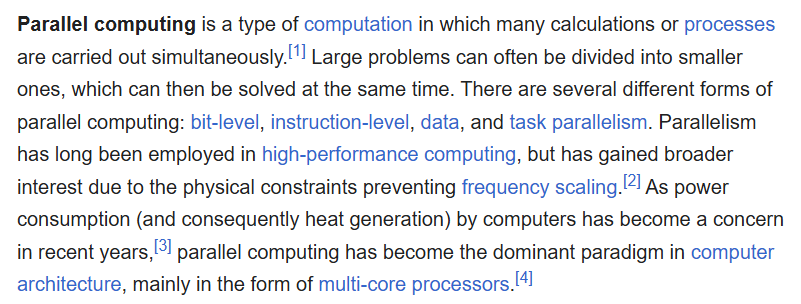 Parallel computing is a type of computation in which many calculations or processes
are carried out simultaneously.[1] Large problems can often be divided into smaller
ones, which can then be solved at the same time. There are several different forms of
parallel computing: bit-level, instruction-level, data, and task parallelism. Parallelism
has long been employed in high-performance computing, but has gained broader
interest due to the physical constraints preventing frequency scaling.[2] As power
consumption (and consequently heat generation) by computers has become a concern
in recent years,[3] parallel computing has become the dominant paradigm in computer
architecture, mainly in the form of multi-core processors.[4]